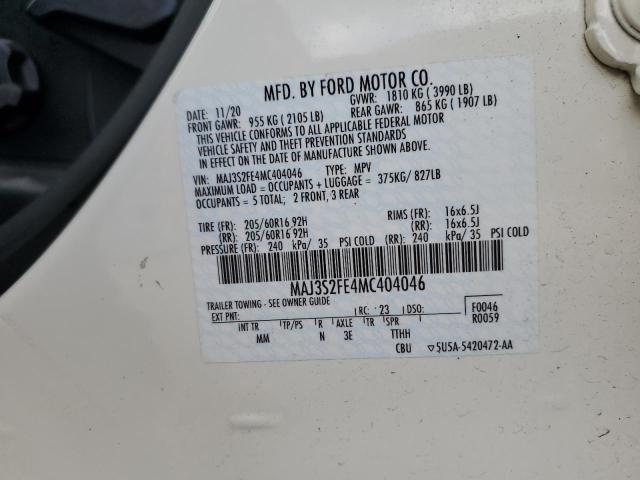 MFD. BY FORD MOTOR CO.
DATE: 11/20 GVWR: 1810 KG ( 3990 LB)
FRONT GAWR: 955 KG ( 2105 LB) REAR GAWR: 865 KG ( 1907 LB)
THIS VEHICLE CONFORMS TO ALL APPLICABLE FEDERAL MOTOR
VEHICLE SAFETY AND THEFT PREVENTION STANDARDS
IN EFFECT ON THE DATE OF MANUFACTURE SHOWN ABOVE.
VIN: MAJ3S2FE4MC404046 TYPE: MPV
MAXIMUM LOAD = OCCUPANTS + LUGGAGE = 375KG/ 827LB
OCCUPANTS = 5 TOTAL; 2 FRONT, 3 REAR
TIRE (FR): 205/60R16 92H RIMS (FR): 16x6.5J
(RR): 205/60R16 92H (RR): 16x6.5J
PRESSURE (FR): 240 kPa/ 35 PSI COLD (RR): 240 kPa/ 35 PSI COLD
MAJ3S2FE4MC404046
TRAILER TOWING - SEE OWNER GUIDE
EXT PNT: RC: 23 DSO: F0046
R0059
INT TR TP/PS R AXLE TR SPR
MM N 3E TTHH
CBU 5U5A-5420472-AA